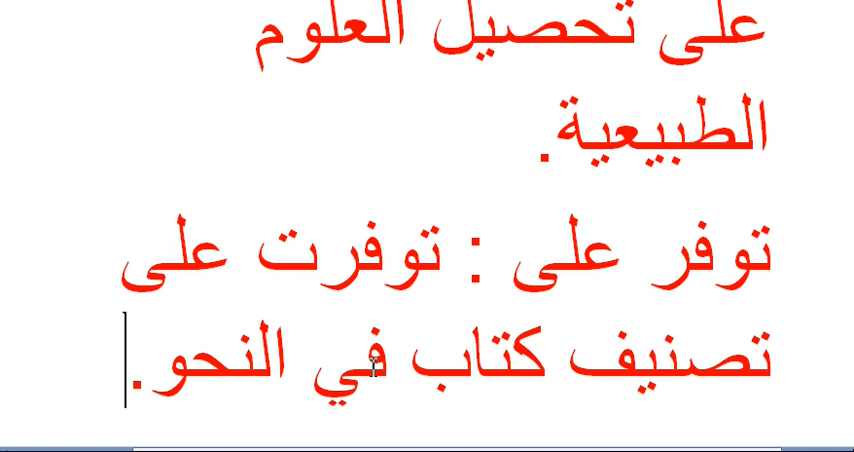 على تحصيل العلوم
الطبيعية.
توفر على : توفرت على
تصنيف كتاب في النحو.